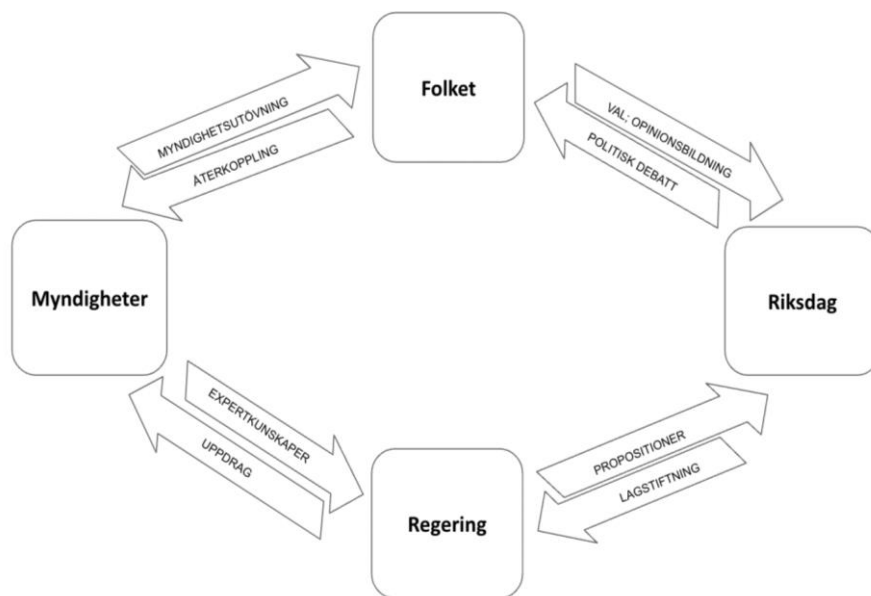 Folket
MYNDIGHETSUTÖVNING
ÅTERKOPPLING
VAL; OPINIONSBILDNING
POLITISK DEBATT
Myndigheter
Riksdag
EXPERTKUNSKAPER
UPPDRAG
PROPOSITIONER
LAGSTIFTNING
Regering